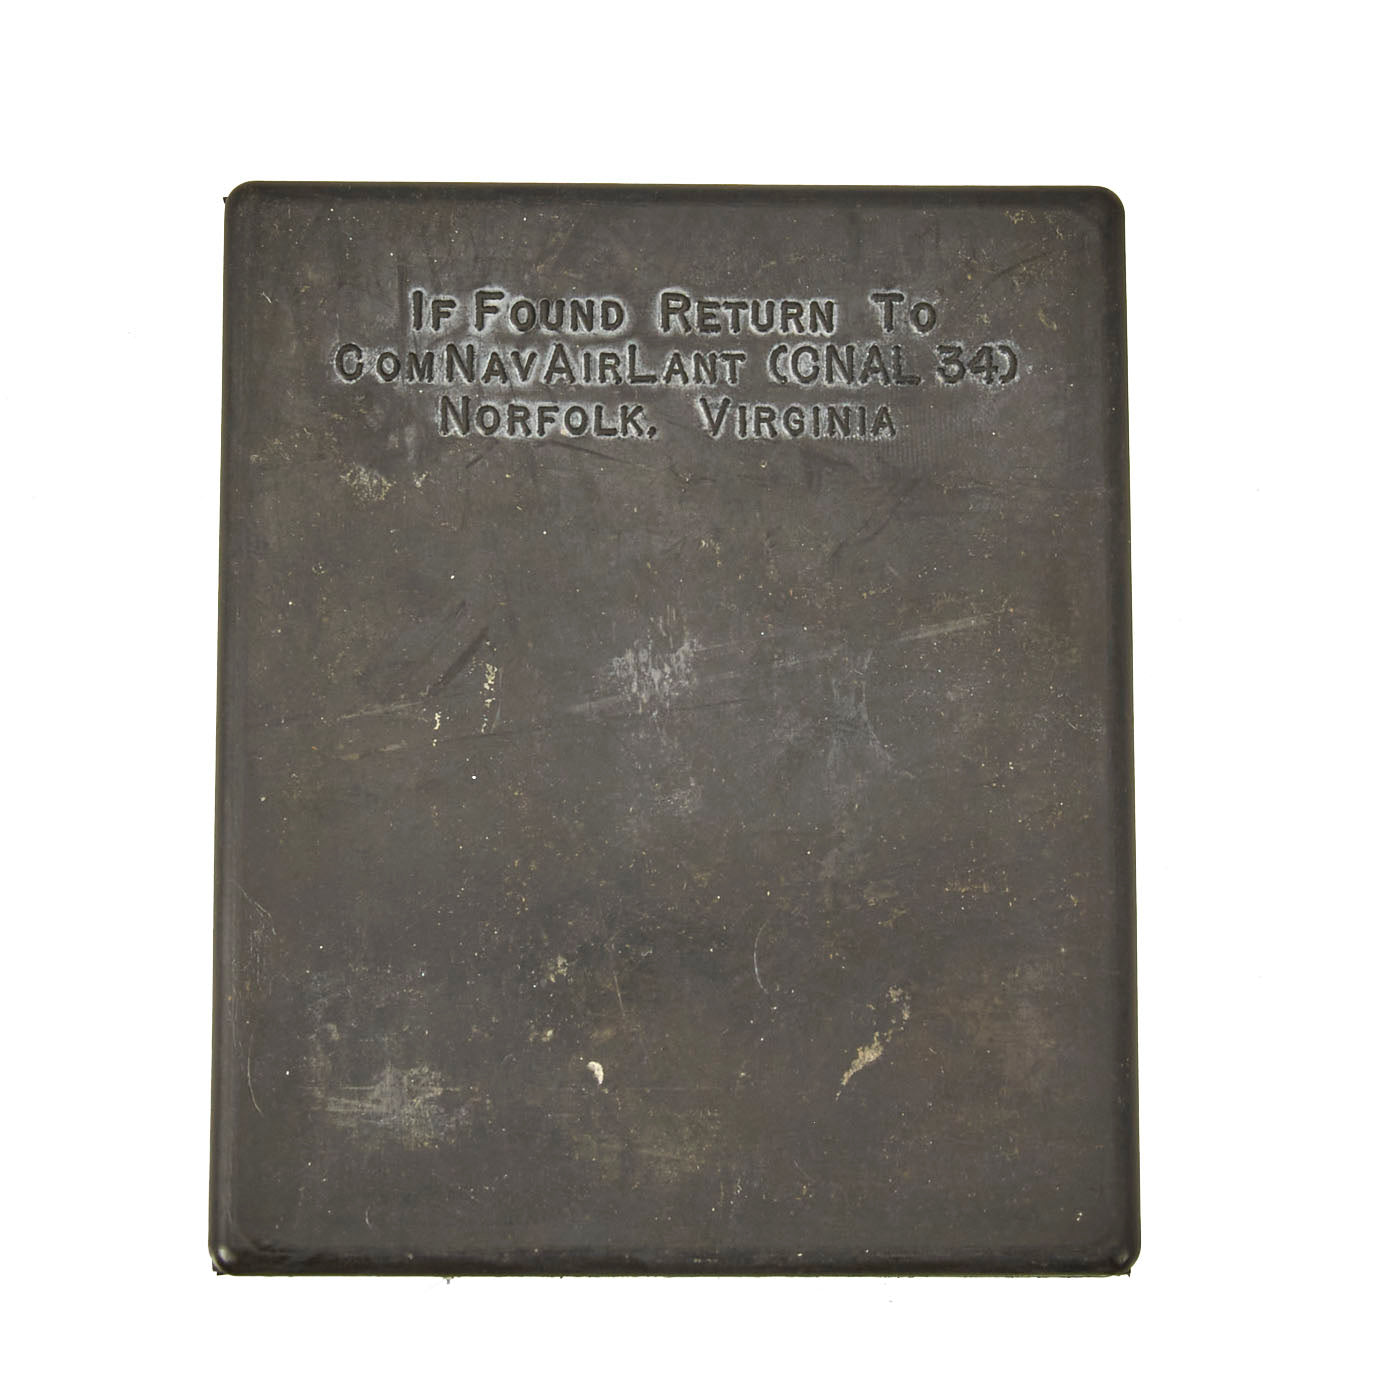 If Found Return To
ComNavAirLant (CNAL 34)
Norfolk, Virginia